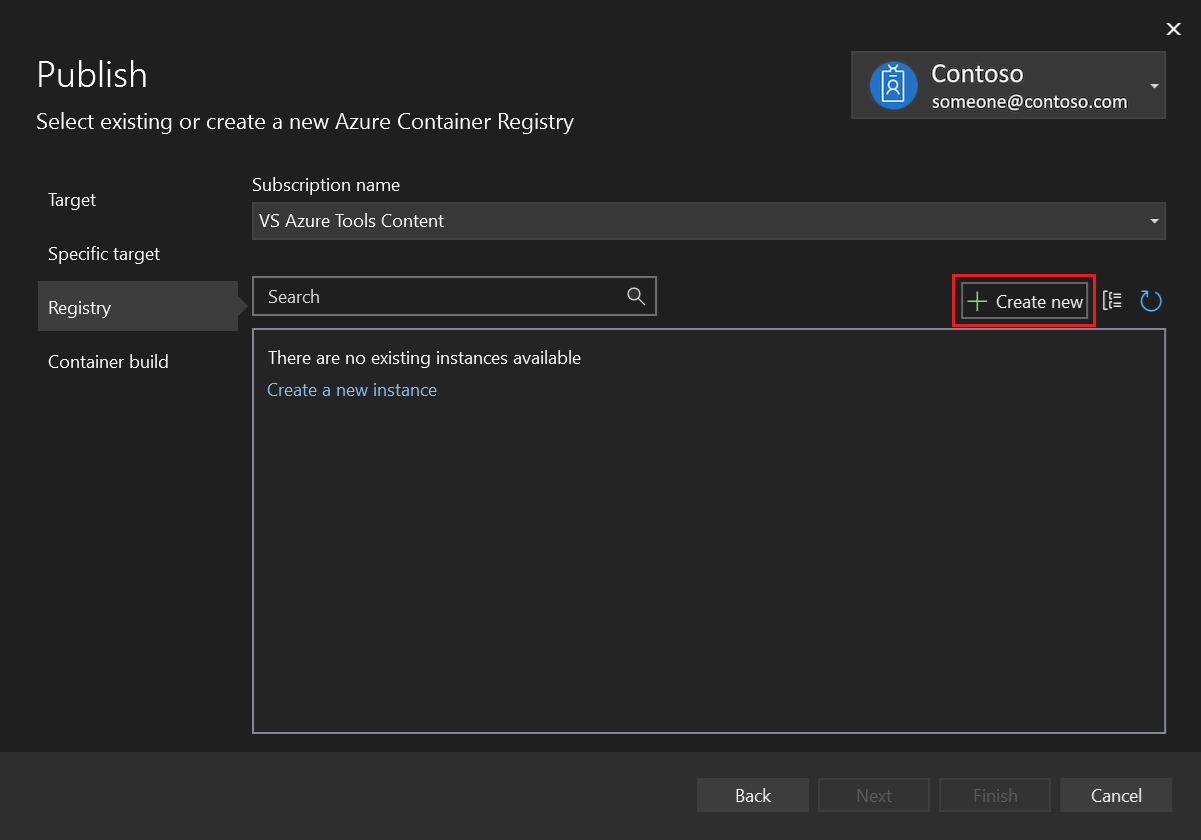 Publish
Select existing or create a new Azure Container Registry
Contoso
someone@contoso.com
Target
Specific target
Registry
Container build
Subscription name
VS Azure Tools Content
Search
Create new
There are no existing instances available
Create a new instance
Back
Next
Finish
Cancel